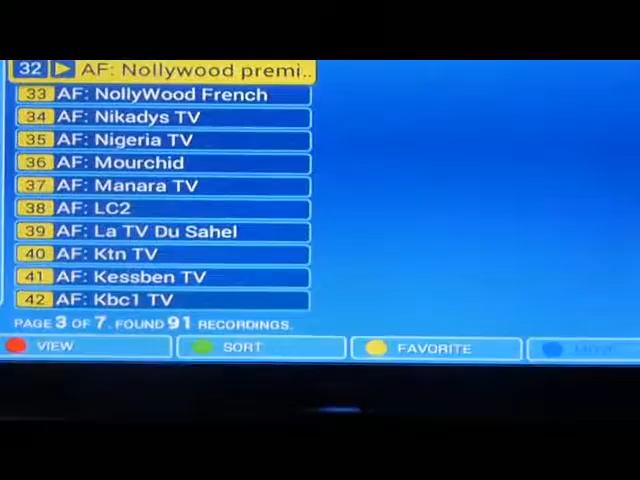 32 AF: Nollywood premi..
33 AF: NollyWood French
34 AF: Nikadys TV
35 AF: Nigeria TV
36 AF: Mourchid
37 AF: Manara TV
38 AF: LC2
39 AF: La TV Du Sahel
40 AF: Ktn TV
41 AF: Kessben TV
42 AF: Kbc1 TV
PAGE 3 OF 7. FOUND 91 RECORDINGS.
VIEW SORT FAVORITE MOVE